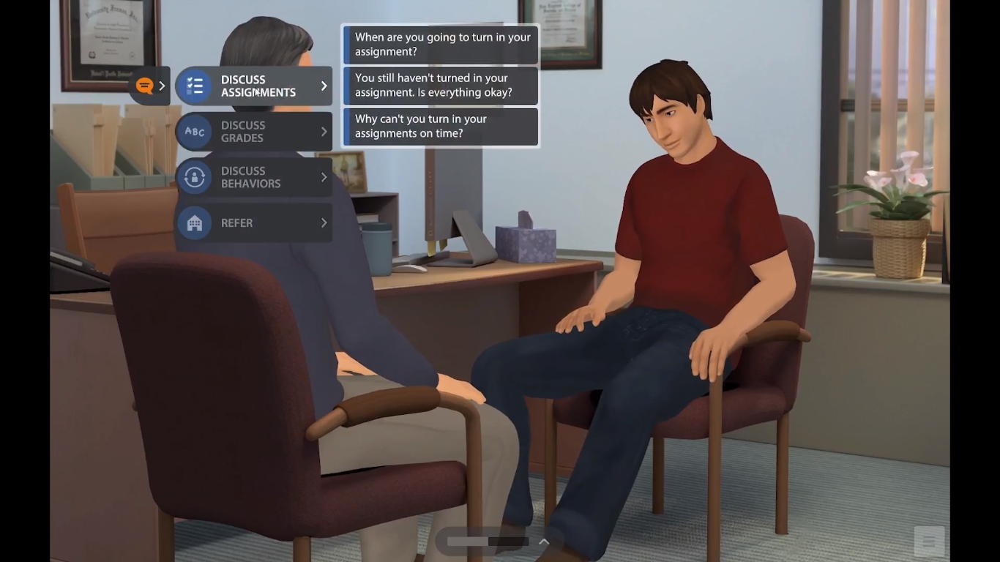 DISCUSS
ASSIGNMENTS
ABC
DISCUSS
GRADES
DISCUSS
BEHAVIORS
REFER
When are you going to turn in your
assignment?
You still haven't turned in your
assignment. Is everything okay?
Why can't you turn in your
assignments on time?